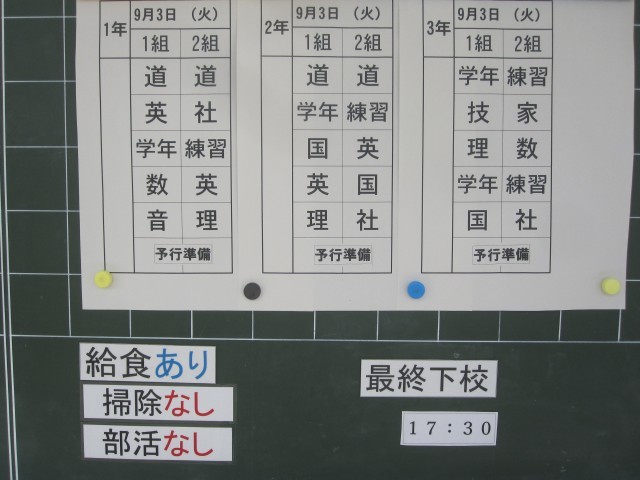 1年 9月3日 (火)
1組 2組
道 道
英 社
学年 練習
数 英
音 理
予行準備
2年 9月3日 (火)
1組 2組
道 道
学年 練習
国 英
英 国
理 社
予行準備
3年 9月3日 (火)
1組 2組
学年 練習
技 家
理 数
学年 練習
国 社
予行準備
給食あり
掃除なし
部活なし
最終下校
17:30